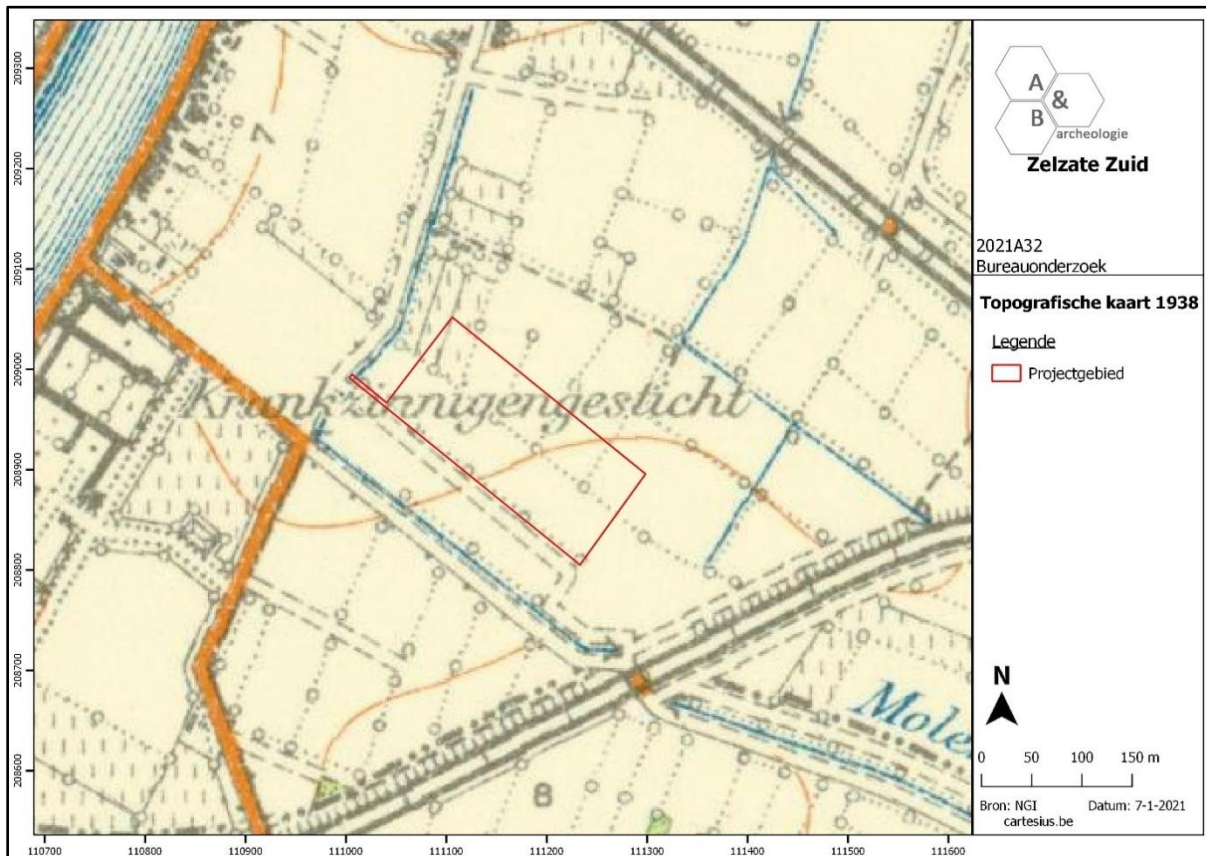 209300
209200
209100
209000
208900
208800
208700
208600
110700
110800
110900
111000
111100
111200
111300
111400
111500
111600
7
Krankzinnigengesticht
8
Mole
A
&
B
archeologie
Zelzate Zuid
2021A32
Bureauonderzoek
Topografische kaart 1938
Legende
Projectgebied
N
0 50 100 150 m
Bron: NGI Datum: 7-1-2021
cartesius.be